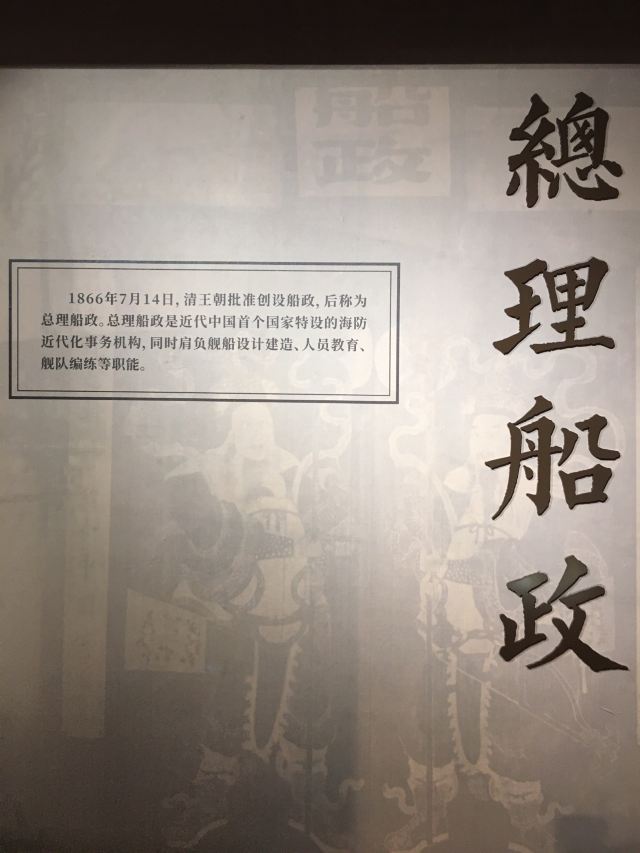 總理船政
船政
1866年7月14日，清王朝批准创设船政，后称为
总理船政。总理船政是近代中国首个国家特设的海防
近代化事务机构，同时肩负舰船设计建造、人员教育、
舰队编练等职能。